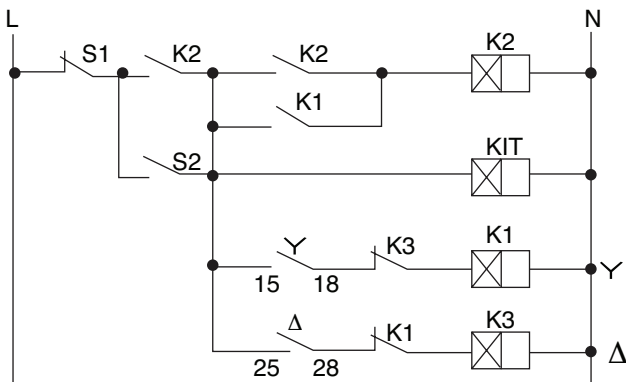 L N
S1 K2 K2 K2
K1
S2 KIT
Y K3 K1 Y
15 18
Δ K1 K3 Δ
25 28